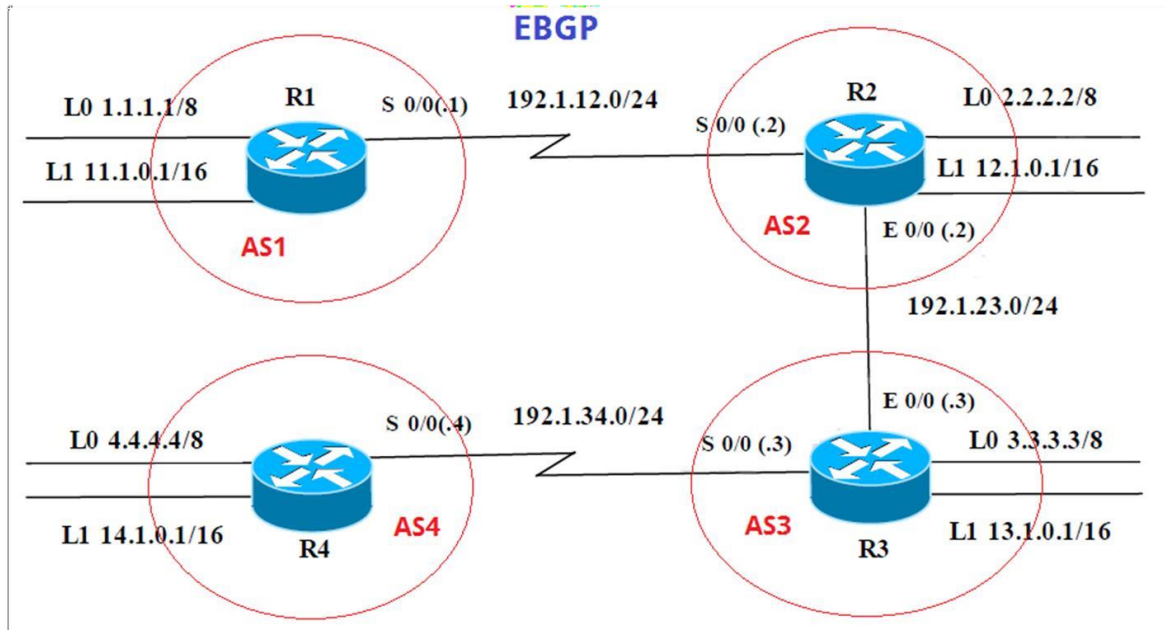 EBGP
L0 1.1.1.1/8
R1
S 0/0(.1)
192.1.12.0/24
S 0/0 (.2)
R2
L0 2.2.2.2/8
L1 11.1.0.1/16
L1 12.1.0.1/16
AS1
AS2
E 0/0 (.2)
192.1.23.0/24
L0 4.4.4.4/8
S 0/0(.4)
192.1.34.0/24
S 0/0 (.3)
E 0/0 (.3)
L0 3.3.3.3/8
L1 14.1.0.1/16
R4
AS4
AS3
R3
L1 13.1.0.1/16